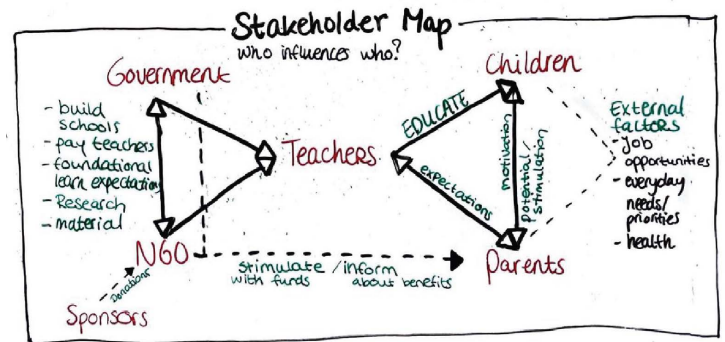 Stakeholder Map
who influences who?
Government
- build
schools
- pay teachers
- foundational
learn expectation
- Research
- material
NGO
Donations
Sponsors
Teachers
EDUCATE
expectations
Children
motivation
potential/
stimulation
Parents
stimulate / inform
with funds about benefits
External
factors
- Job
opportunities
- everyday
needs/
priorities
- health